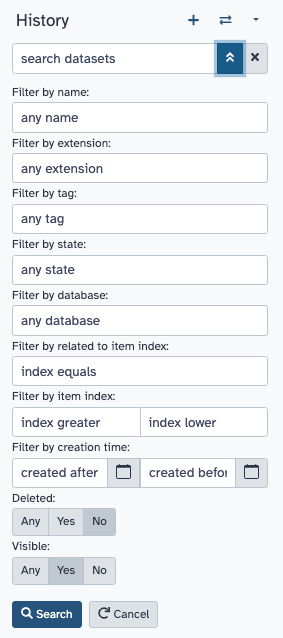 History
search datasets
Filter by name:
any name
Filter by extension:
any extension
Filter by tag:
any tag
Filter by state:
any state
Filter by database:
any database
Filter by related to item index:
index equals
Filter by item index:
index greater index lower
Filter by creation time:
created after created befor
Deleted:
Any Yes No
Visible:
Any Yes No
Search Cancel